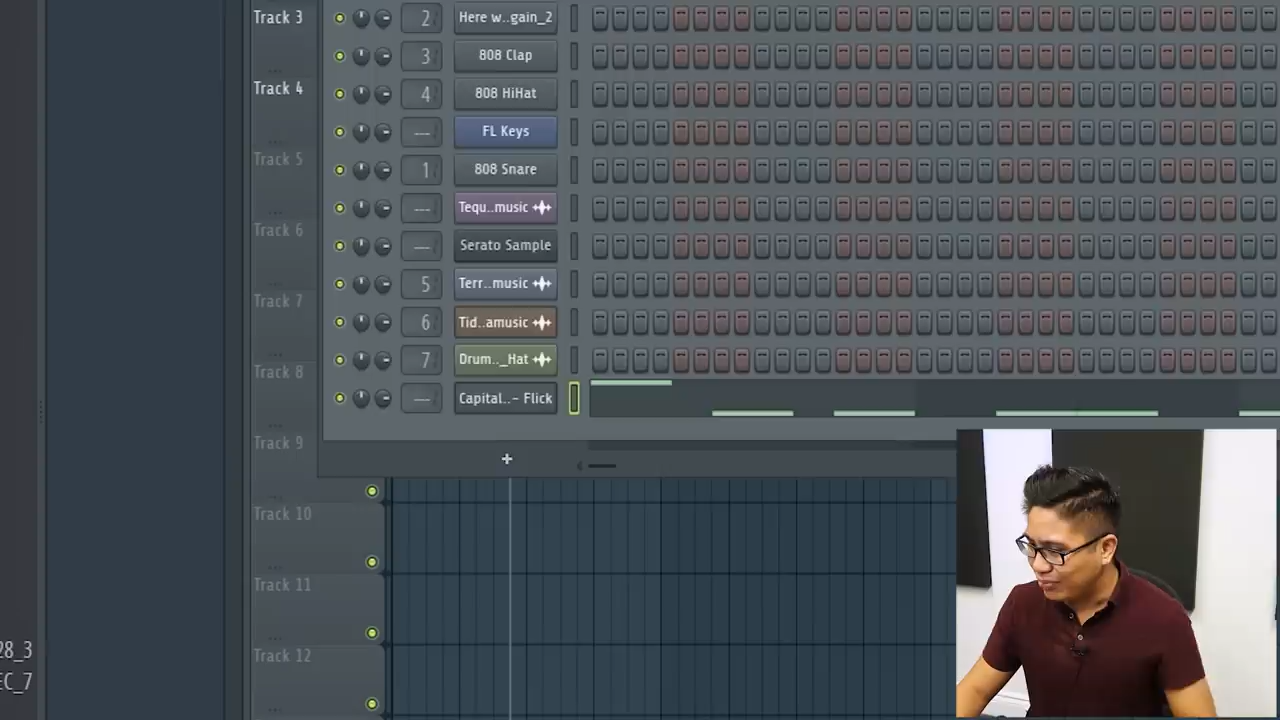 Track 3
2 Here w..gain_2
3 808 Clap
Track 4
4 808 HiHat
--- FL Keys
Track 5
1 808 Snare
--- Tequ..music
Track 6
--- Serato Sample
5 Terr..music
Track 7
6 Tid..amusic
7 Drum.._Hat
Track 8
--- Capital..- Flick
Track 9
+
Track 10
Track 11
28_3
Track 12
EC_7